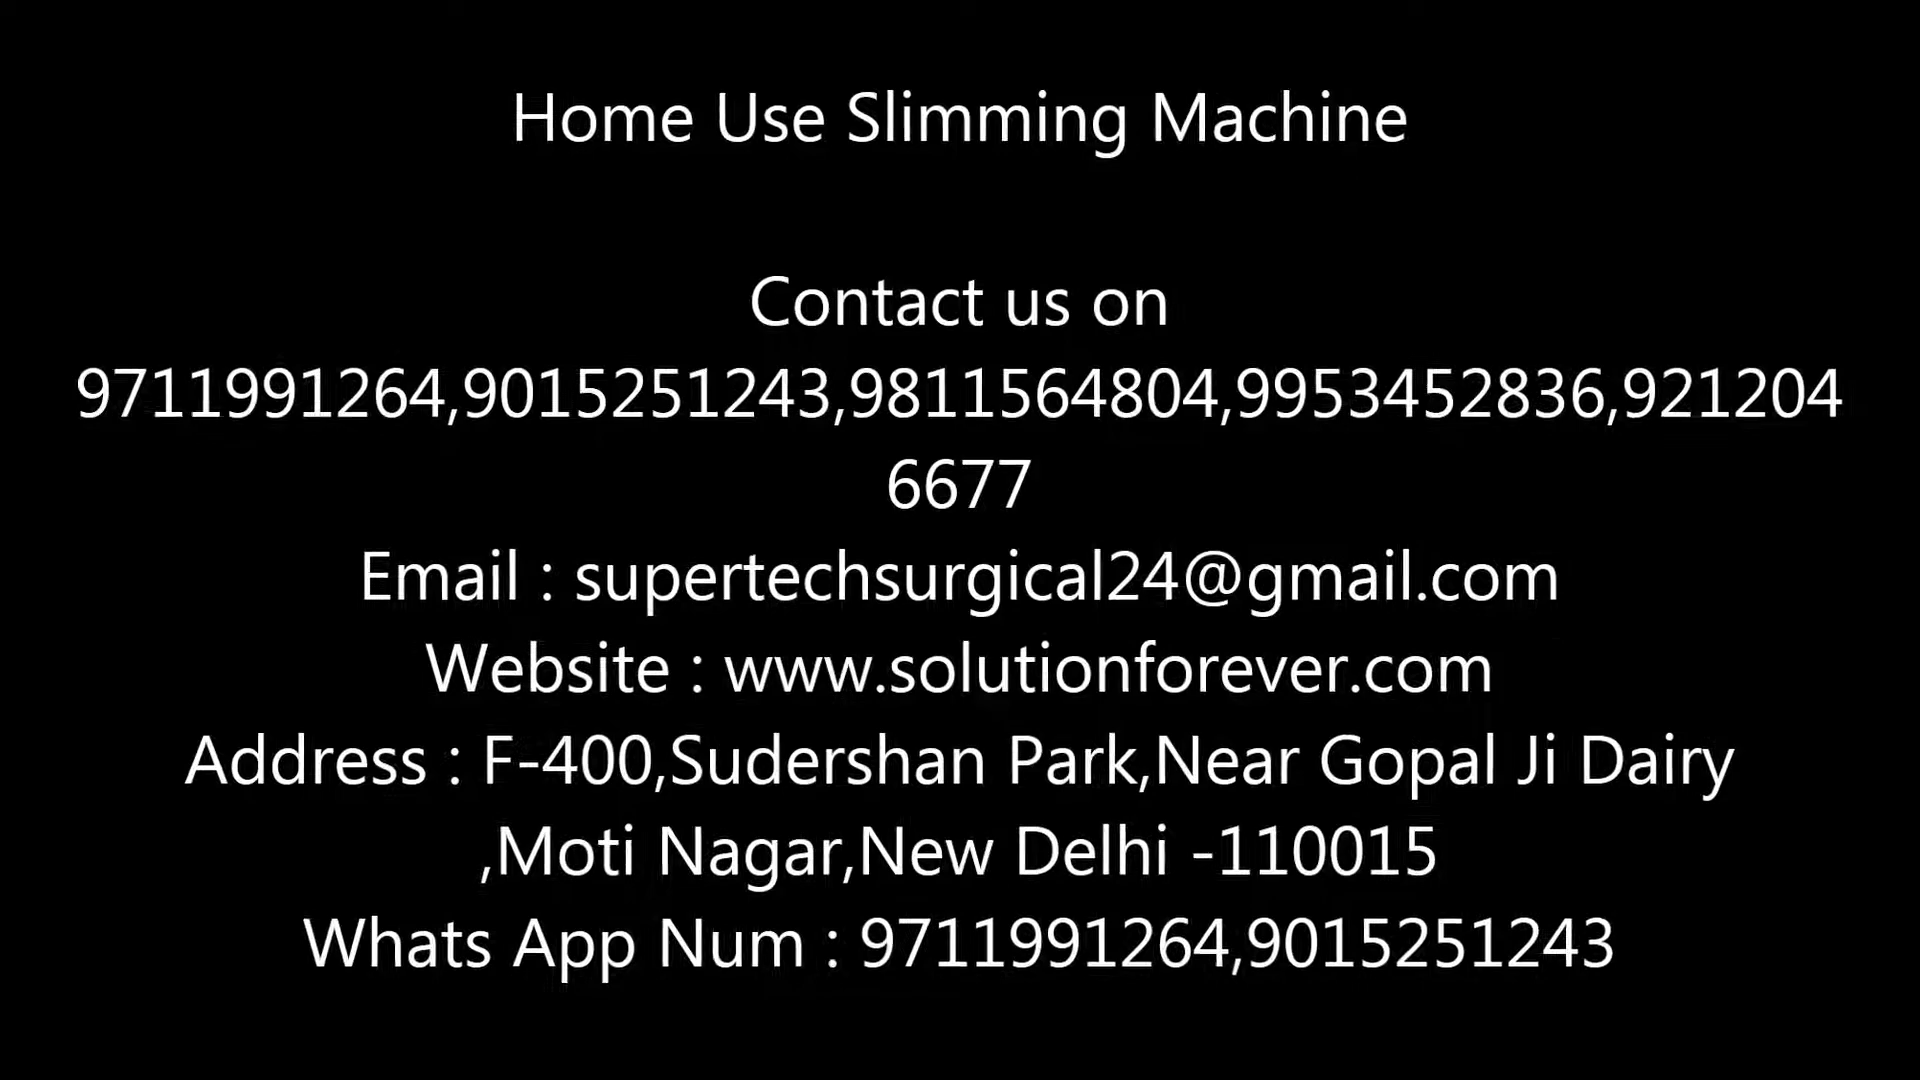 Home Use Slimming Machine
Contact us on
9711991264,9015251243,9811564804,9953452836,921204
6677
Email : supertechsurgical24@gmail.com
Website : www.solutionforever.com
Address : F-400,Sudershan Park,Near Gopal Ji Dairy
,Moti Nagar,New Delhi -110015
Whats App Num : 9711991264,9015251243